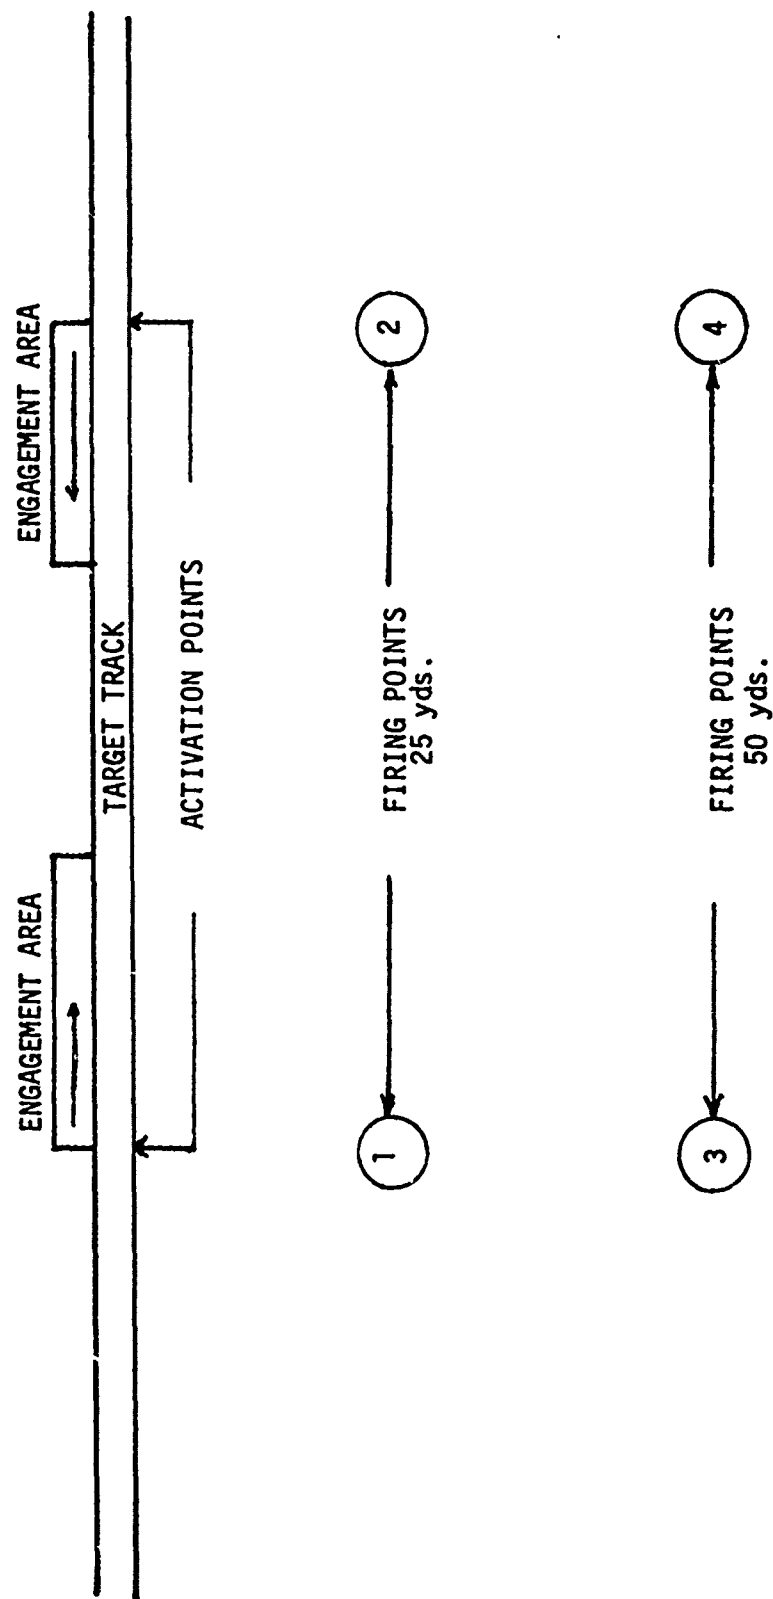 ENGAGEMENT AREA
ENGAGEMENT AREA
TARGET TRACK
ACTIVATION POINTS
1
FIRING POINTS
25 yds.
2
3
FIRING POINTS
50 yds.
4